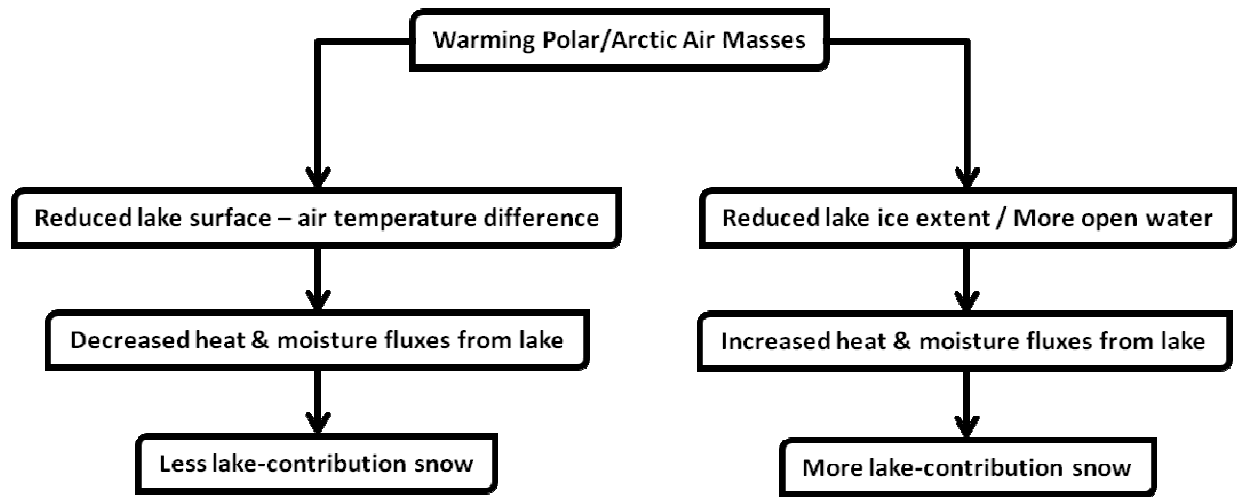 Warming Polar/Arctic Air Masses
Reduced lake surface – air temperature difference
Reduced lake ice extent / More open water
Decreased heat & moisture fluxes from lake
Increased heat & moisture fluxes from lake
Less lake-contribution snow
More lake-contribution snow